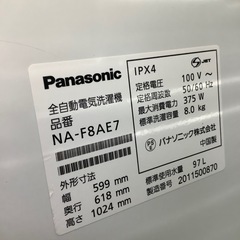 Panasonic
全自動電気洗濯機
品番
NA-F8AE7
外形寸法
幅 599 mm
奥行 618 mm
高さ 1024 mm
IPX4
JET
定格電圧 100 V~
定格周波数 50/60 Hz
最大消費電力 375 W
標準洗濯容量 8.0 kg
PS E
パナソニック株式会社
中国製
標準使用水量 97 L
製造番号 2011500870